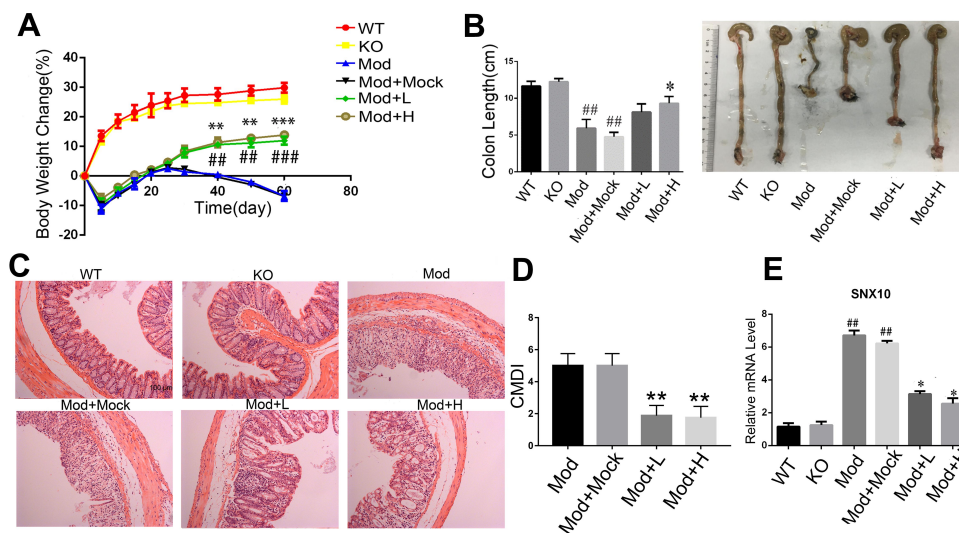 A
Body Weight Change(%)
40
30
20
10
0
-10
-20
20
40
60
80
Time(day)
** ** ***
## ## ###
WT
KO
Mod
Mod+Mock
Mod+L
Mod+H
B
Colon Length(cm)
15
10
5
0
##
##
*
WT
KO
Mod
Mod+Mock
Mod+L
Mod+H
WT
KO
Mod
Mod+Mock
Mod+L
Mod+H
C
WT
KO
Mod
100 μm
Mod+Mock
Mod+L
Mod+H
D
CMDI
8
6
4
2
0
**
**
Mod
Mod+Mock
Mod+L
Mod+H
E
SNX10
Relative mRNA Level
8
6
4
2
0
##
##
*
*
WT
KO
Mod
Mod+Mock
Mod+L